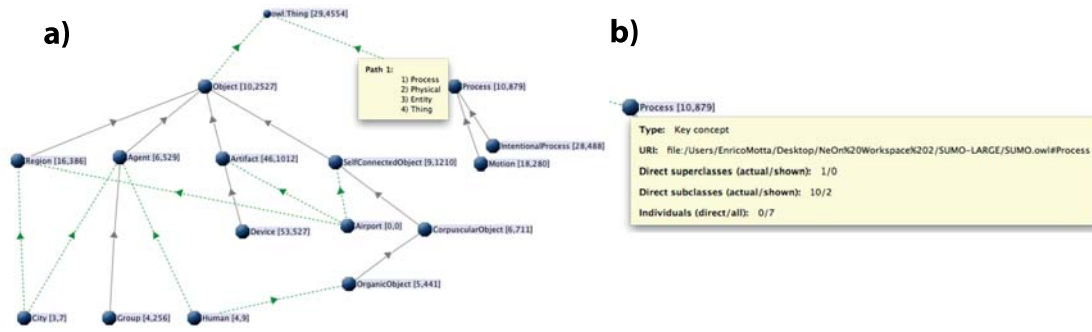 a)
owl:Thing [29,4554]
b)
Path 1:
1) Process
2) Physical
3) Entity
4) Thing
Object [10,2527]
Process [10,879]
Process [10,879]
Type: Key concept
URI: file:/Users/EnricoMotta/Desktop/NeOn%20Workspace%202/SUMO-LARGE/SUMO.owl#Process
Direct superclasses (actual/shown): 1/0
Direct subclasses (actual/shown): 10/2
Individuals (direct/all): 0/7
IntentionalProcess [28,488]
Motion [18,280]
Region [16,386]
Agent [6,529]
Artifact [46,1012]
SelfConnectedObject [9,1210]
Device [53,527]
Airport [0,0]
CorpuscularObject [6,711]
OrganicObject [5,441]
City [3,7]
Group [4,256]
Human [4,9]